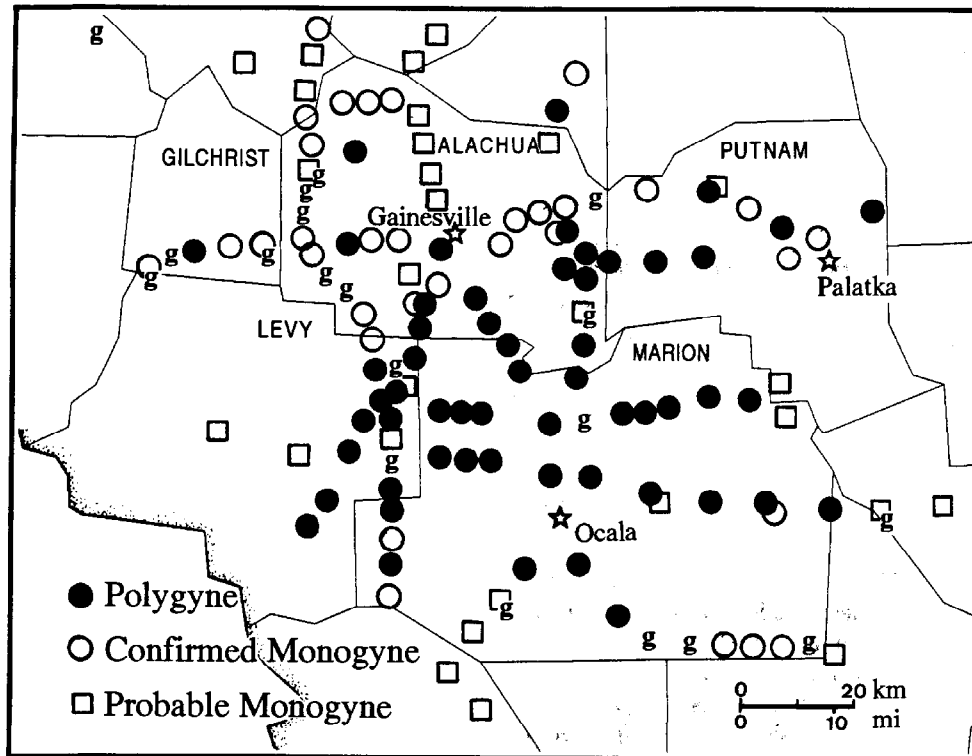 g
GILCHRIST
ALACHUA
PUTNAM
g
g
g
g
Gainesville
g
g
g
g
g
Palatka
g
LEVY
MARION
g
g
g
g
Ocala
g
g
g
g
Polygyne
Confirmed Monogyne
Probable Monogyne
0 20 km
0 10 mi